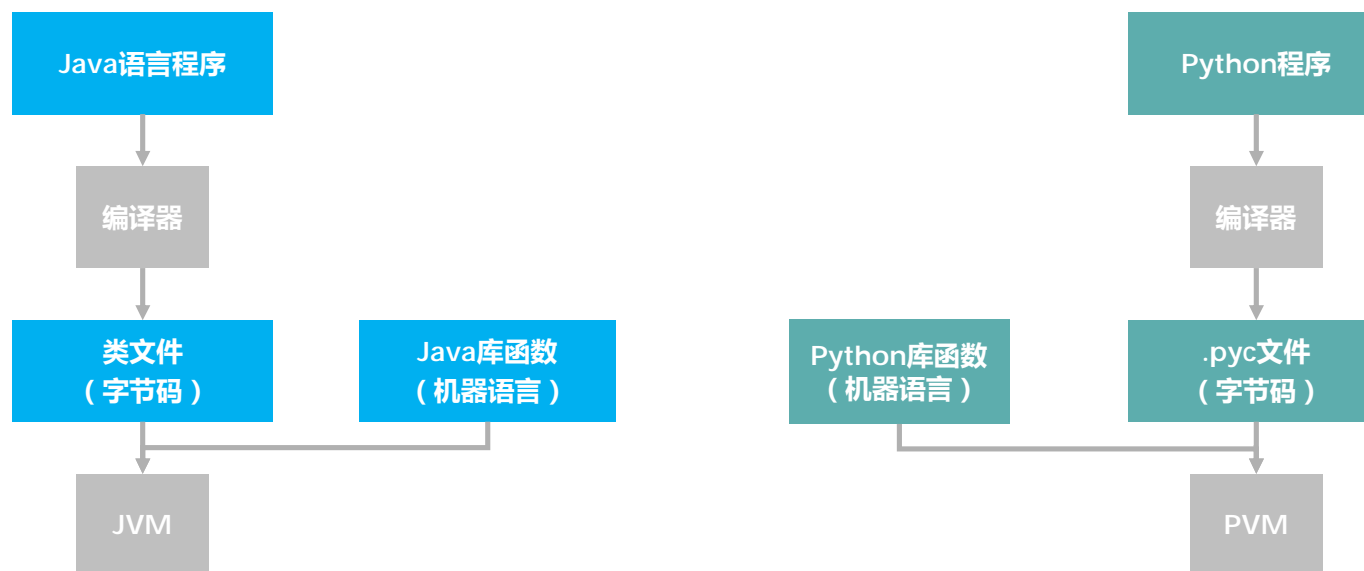 Java语言程序
编译器
类文件
（字节码）
Java库函数
（机器语言）
JVM
Python程序
编译器
Python库函数
（机器语言）
.pyc文件
（字节码）
PVM